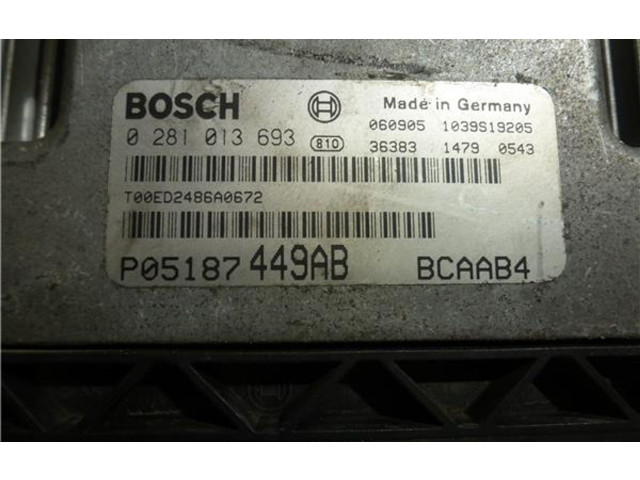 BOSCH Made in Germany
0 281 013 693 810 060905 1039S19205
36383 1479 0543
T00ED2486A0672
P05187449AB BCAAB4